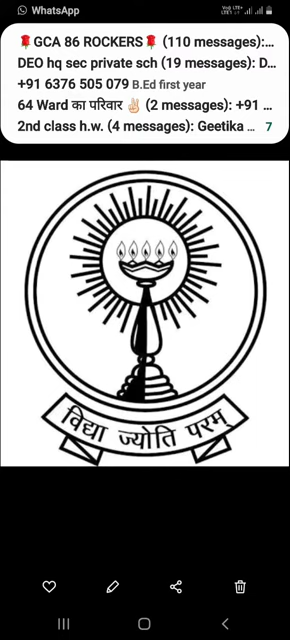 WhatsApp
🌹GCA 86 ROCKERS🌹 (110 messages):...
DEO hq sec private sch (19 messages): D...
+91 6376 505 079 B.Ed first year
64 Ward का परिवार ✌🏻 (2 messages): +91 ...
2nd class h.w. (4 messages): Geetika ... 7
विद्या ज्योति परम्